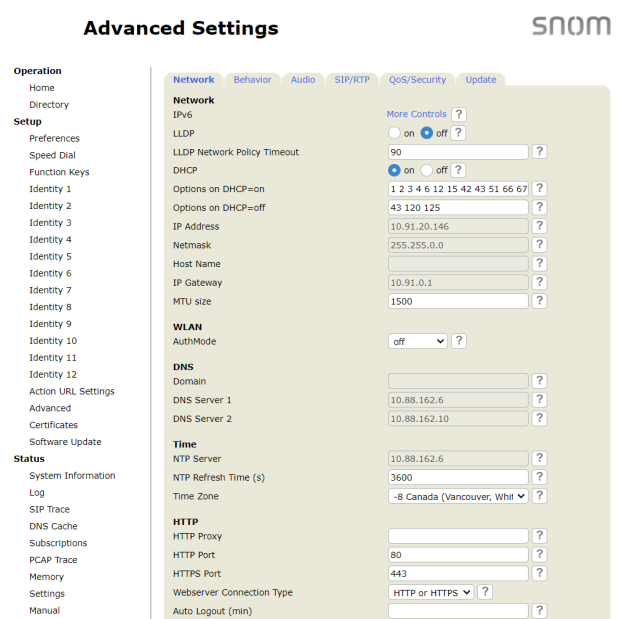 Advanced Settings
snom
Operation
Home
Directory
Setup
Preferences
Speed Dial
Function Keys
Identity 1
Identity 2
Identity 3
Identity 4
Identity 5
Identity 6
Identity 7
Identity 8
Identity 9
Identity 10
Identity 11
Identity 12
Action URL Settings
Advanced
Certificates
Software Update
Status
System Information
Log
SIP Trace
DNS Cache
Subscriptions
PCAP Trace
Memory
Settings
Manual
Network Behavior Audio SIP/RTP QoS/Security Update
Network
IPv6 More Controls ?
LLDP on off ?
LLDP Network Policy Timeout 90 ?
DHCP on off ?
Options on DHCP=on 1 2 3 4 6 12 15 42 43 51 66 67 ?
Options on DHCP=off 43 120 125 ?
IP Address 10.91.20.146 ?
Netmask 255.255.0.0 ?
Host Name ?
IP Gateway 10.91.0.1 ?
MTU size 1500 ?
WLAN
AuthMode off ?
DNS
Domain ?
DNS Server 1 10.88.162.6 ?
DNS Server 2 10.88.162.10 ?
Time
NTP Server 10.88.162.6 ?
NTP Refresh Time (s) 3600 ?
Time Zone -8 Canada (Vancouver, Whit ?
HTTP
HTTP Proxy ?
HTTP Port 80 ?
HTTPS Port 443 ?
Webserver Connection Type HTTP or HTTPS ?
Auto Logout (min) ?